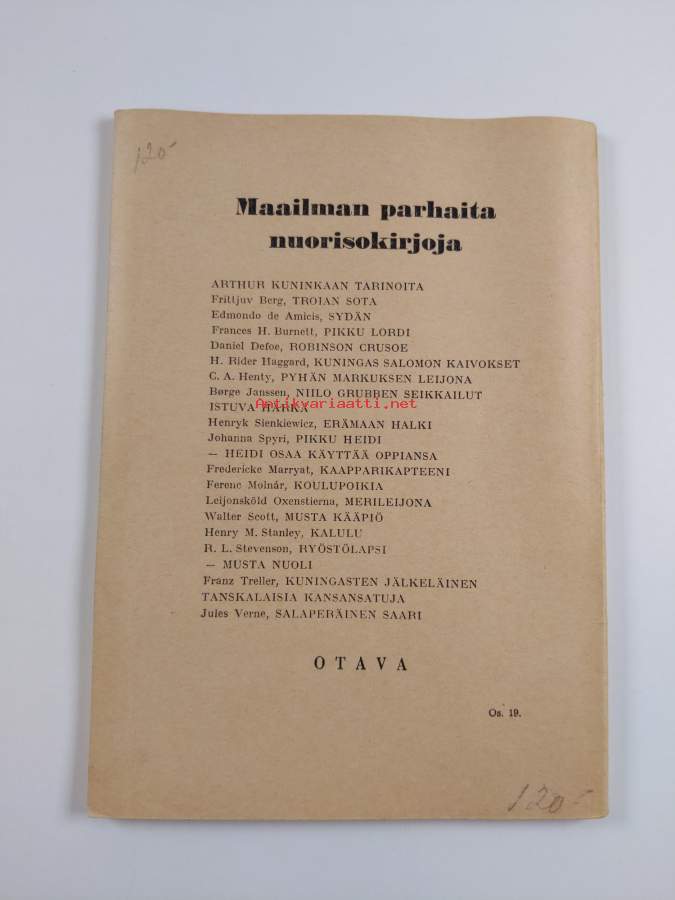 120-
Maailman parhaita
nuorisokirjoja
ARTHUR KUNINKAAN TARINOITA
Frittjuv Berg, TROIAN SOTA
Edmondo de Amicis, SYDÄN
Frances H. Burnett, PIKKU LORDI
Daniel Defoe, ROBINSON CRUSOE
H. Rider Haggard, KUNINGAS SALOMON KAIVOKSET
C. A. Henty, PYHÄN MARKUKSEN LEIJONA
Børge Janssen, NIILO GRUBBEN SEIKKAILUT
Antikvariaatti.net
ISTUVA HÄRKÄ
Henryk Sienkiewicz, ERÄMAAN HALKI
Johanna Spyri, PIKKU HEIDI
— HEIDI OSAA KÄYTTÄÄ OPPIANSA
Fredericke Marryat, KAAPPARIKAPTEENI
Ferenc Molnár, KOULUPOIKIA
Leijonsköld Oxenstierna, MERILEIJONA
Walter Scott, MUSTA KÄÄPIÖ
Henry M. Stanley, KALULU
R. L. Stevenson, RYÖSTÖLAPSI
— MUSTA NUOLI
Franz Treller, KUNINGASTEN JÄLKELÄINEN
TANSKALAISIA KANSANSATUJA
Jules Verne, SALAPERÄINEN SAARI
OTAVA
Os. 19.
120-